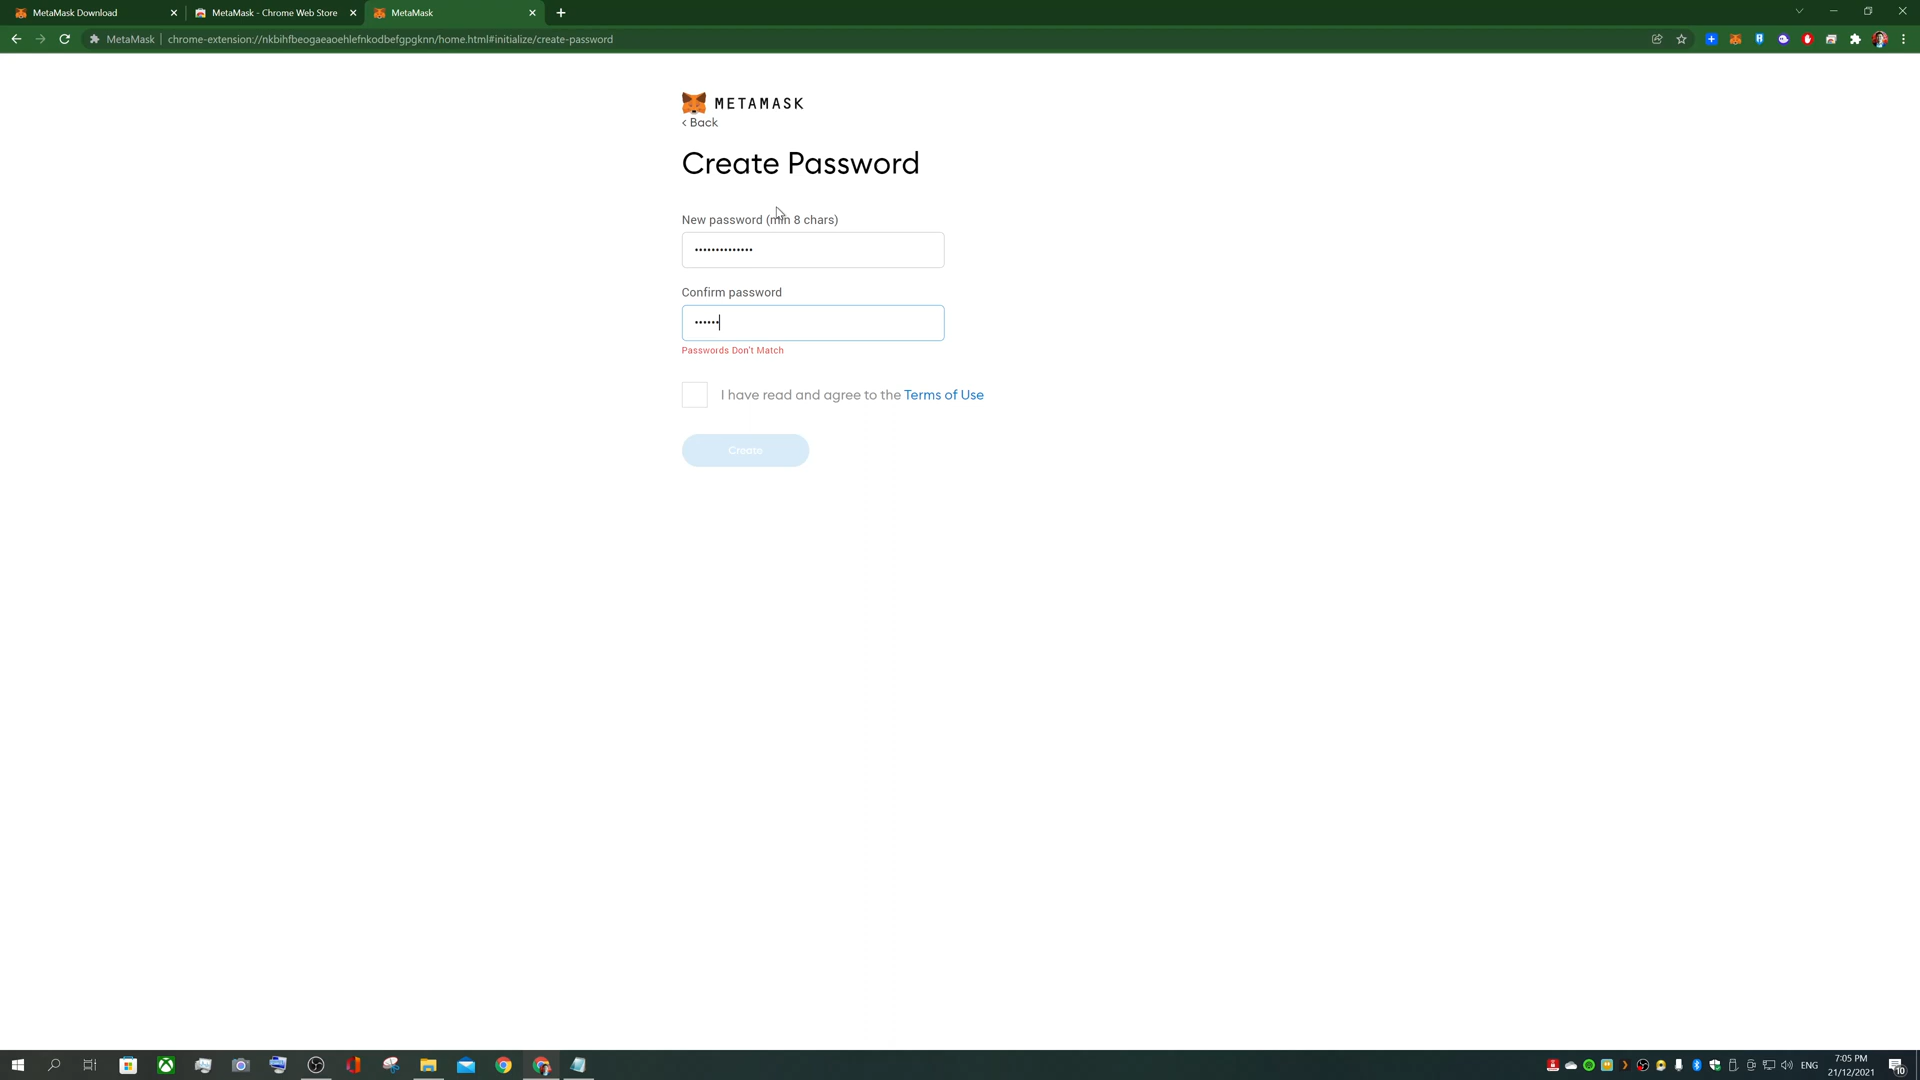 MetaMask Download
MetaMask - Chrome Web Store
MetaMask
MetaMask
chrome-extension://nkbihfbeogaeaoehlefnkodbefgpgknn/home.html#initialize/create-password
METAMASK
< Back
Create Password
New password (min 8 chars)
••••••••••••••
Confirm password
••••••
Passwords Don't Match
I have read and agree to the Terms of Use
Create
ENG
7:05 PM
21/12/2021
10